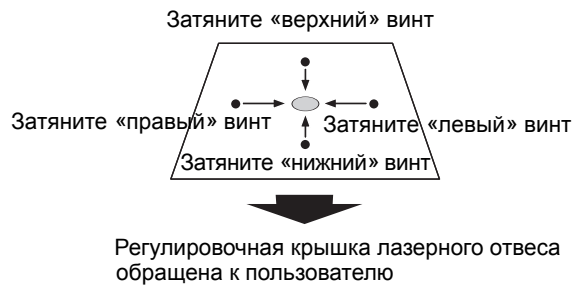 Затяните «верхний» винт
Затяните «правый» винт
Затяните «левый» винт
Затяните «нижний» винт
Регулировочная крышка лазерного отвеса
обращена к пользователю